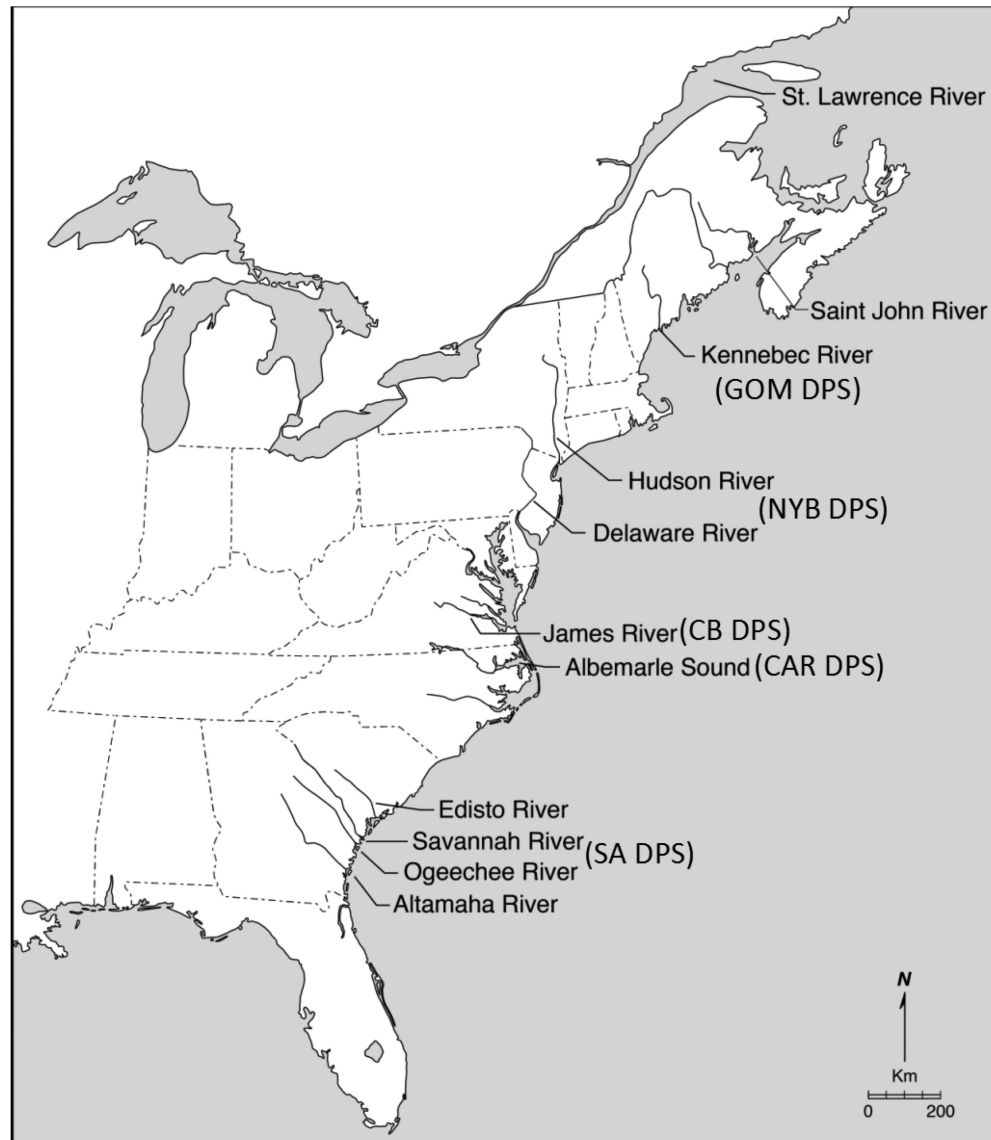 St. Lawrence River
Saint John River
Kennebec River
(GOM DPS)
Hudson River
(NYB DPS)
Delaware River
James River (CB DPS)
Albemarle Sound (CAR DPS)
Edisto River
Savannah River
(SA DPS)
Ogeechee River
Altamaha River
N
Km
0 200